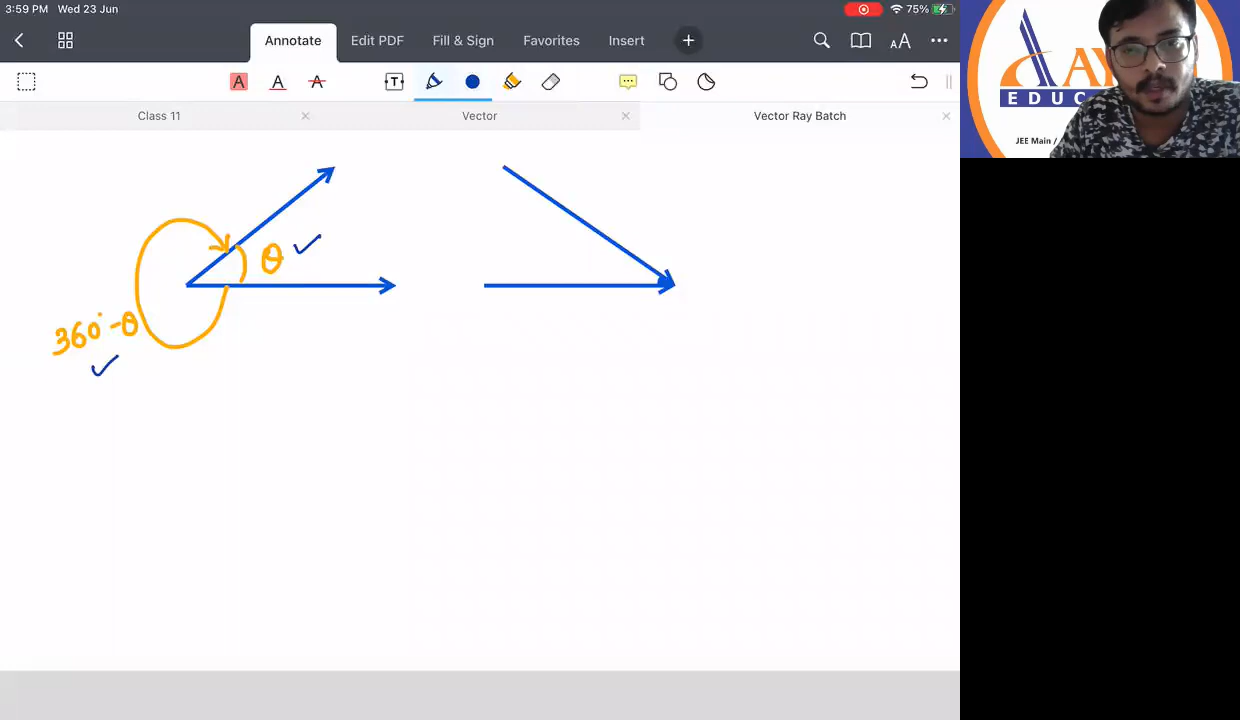 3:59 PM Wed 23 Jun
75%
Annotate Edit PDF Fill & Sign Favorites Insert
A A A T AA
Class 11 Vector Vector Ray Batch
θ
360°-θ
EDUC
JEE Main /